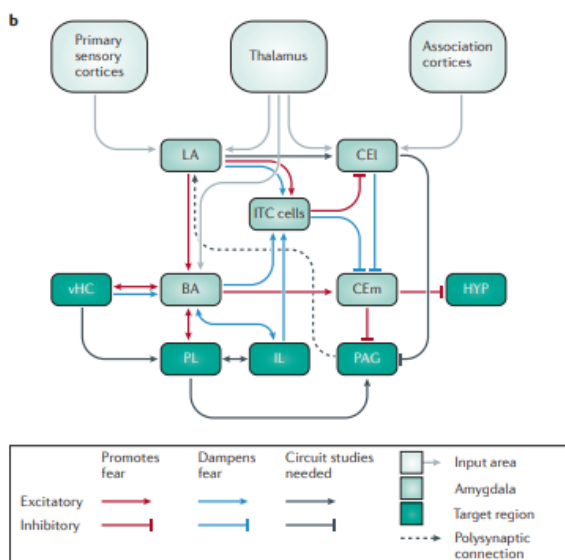 b
Primary
sensory
cortices
Thalamus
Association
cortices
LA
CEl
ITC cells
vHC
BA
CEm
HYP
PL
IL
PAG
Promotes
fear
Dampens
fear
Circuit studies
needed
Excitatory
Inhibitory
Input area
Amygdala
Target region
Polysynaptic
connection